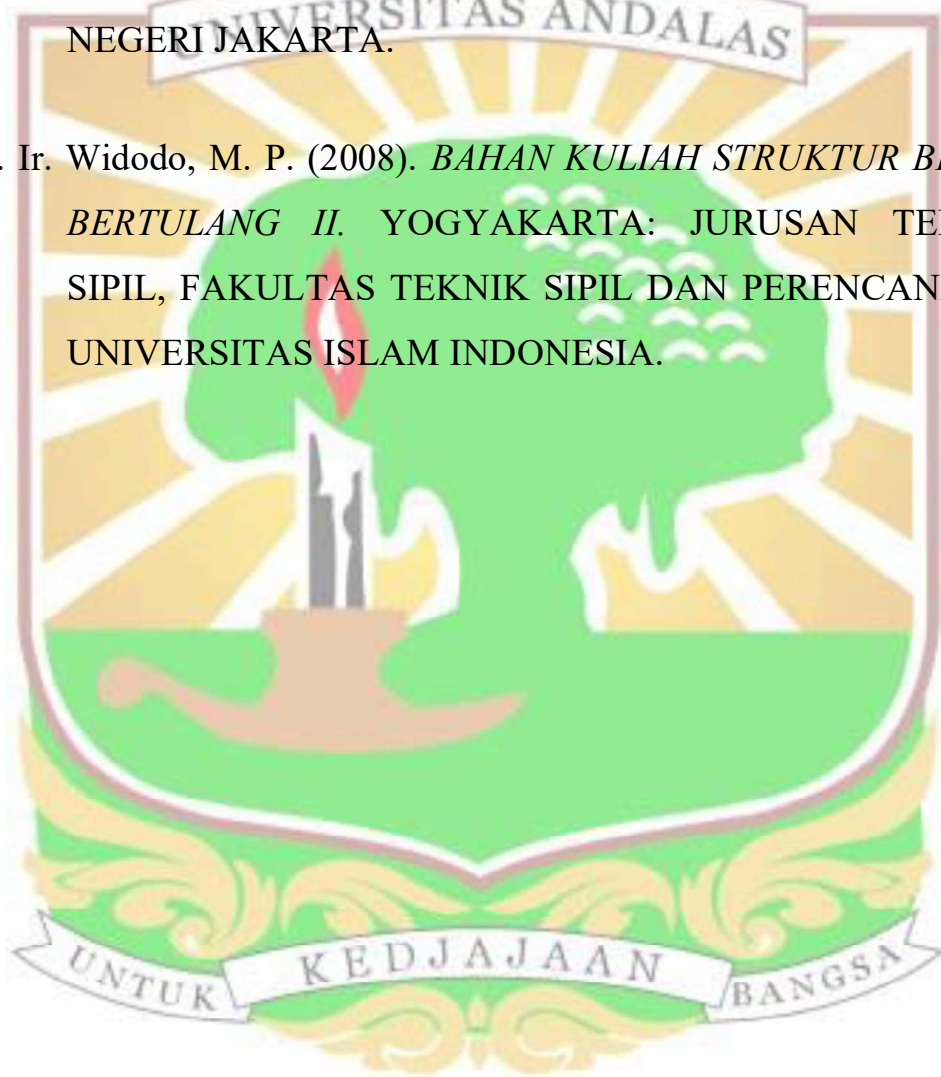 UNIVERSITAS ANDALAS
NEGERI JAKARTA.
. Ir. Widodo, M. P. (2008). BAHAN KULIAH STRUKTUR
BERTULANG II. YOGYAKARTA: JURUSAN
SIPIL, FAKULTAS TEKNIK SIPIL DAN
UNIVERSITAS ISLAM INDONESIA.
UNTUK KEDJAJAAN BANGSA